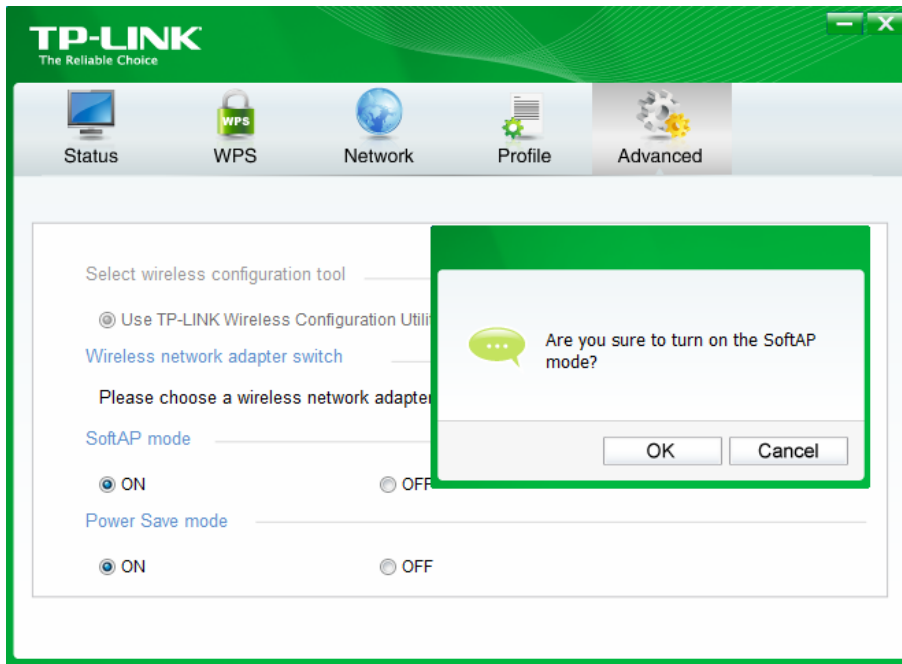 TP-LINK
The Reliable Choice
Status
WPS
WPS
Network
Profile
Advanced
Select wireless configuration tool
Use TP-LINK Wireless Configuration
Wireless network adapter switch
Please choose a wireless network
SoftAP mode
ON
OFF
Power Save mode
ON
OFF
Are you sure to turn on the SoftAP
mode?
OK
Cancel